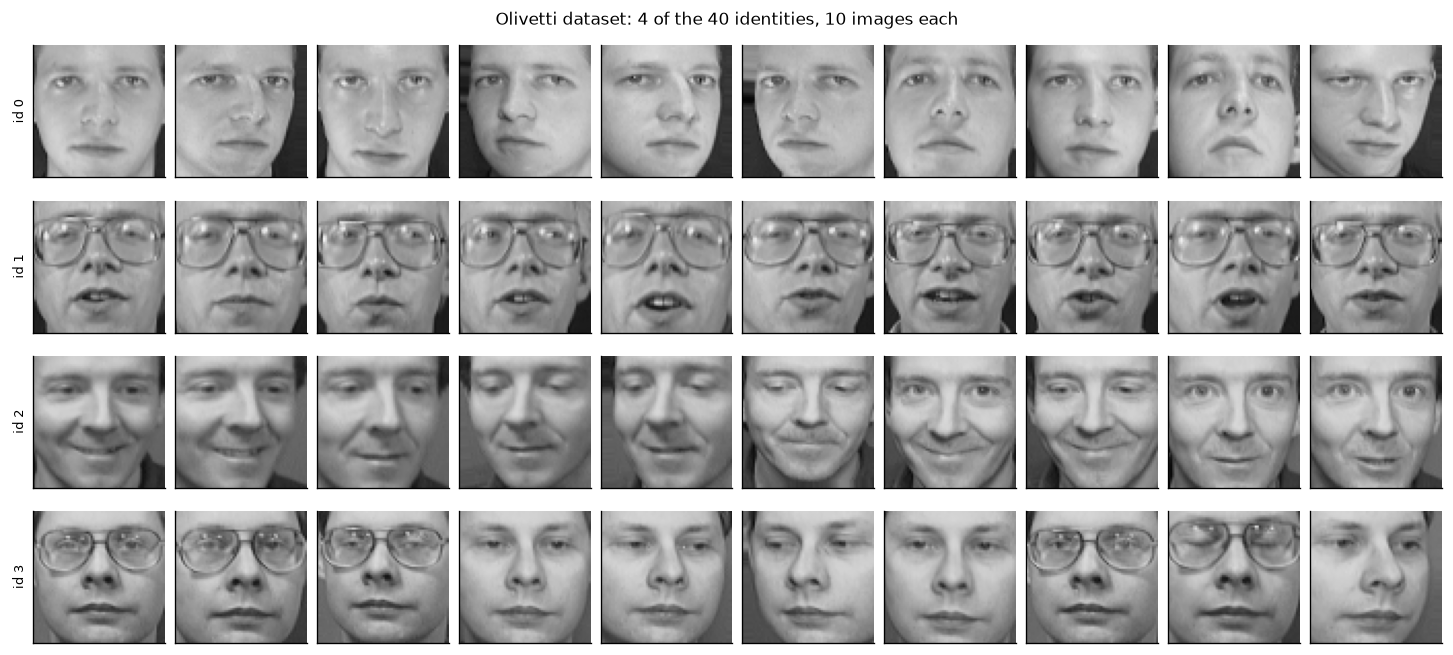 Olivetti dataset: 4 of the 40 identities, 10 images each
id 0
id 1
id 2
id 3